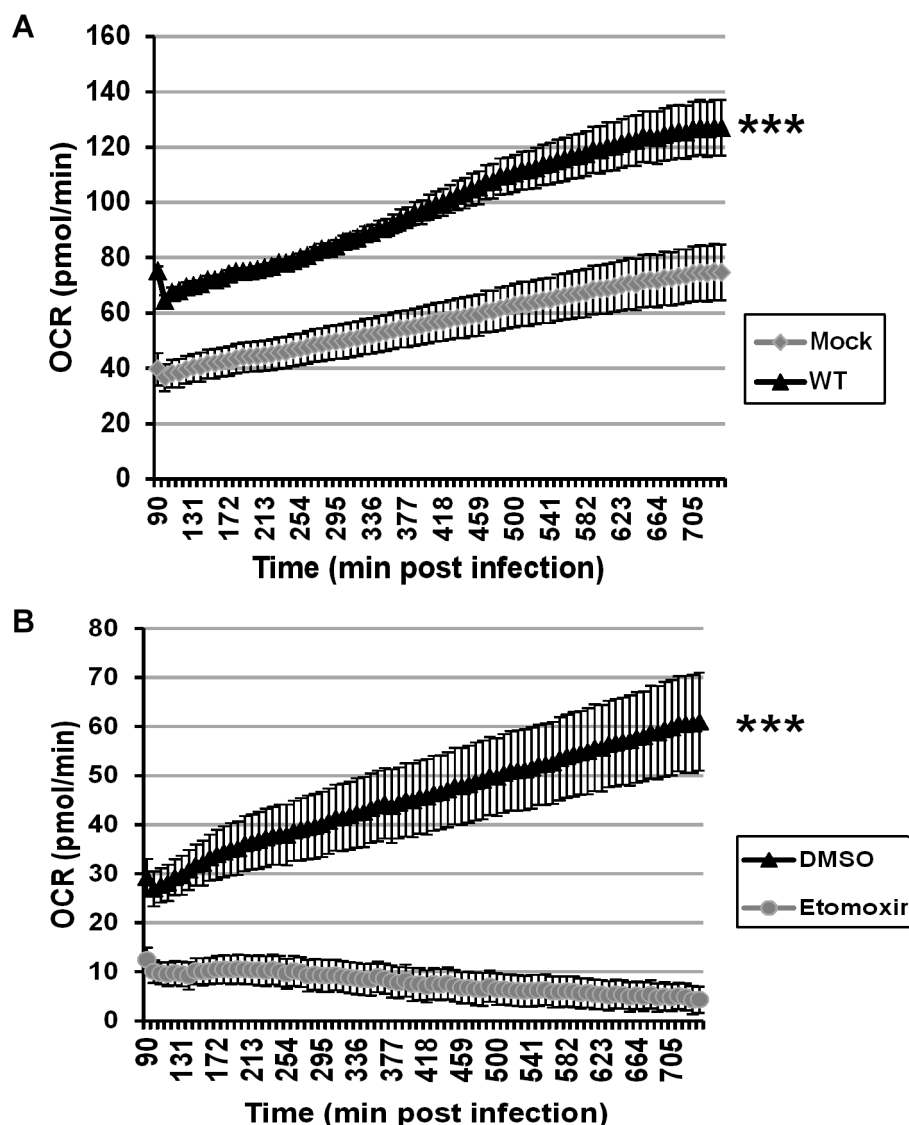 A
160
140
120
100
80
60
40
20
0
OCR (pmol/min)
***
Mock
WT
90 131 172 213 254 295 336 377 418 459 500 541 582 623 664 705
Time (min post infection)
B
80
70
60
50
40
30
20
10
0
OCR (pmol/min)
***
DMSO
Etomoxir
90 131 172 213 254 295 336 377 418 459 500 541 582 623 664 705
Time (min post infection)